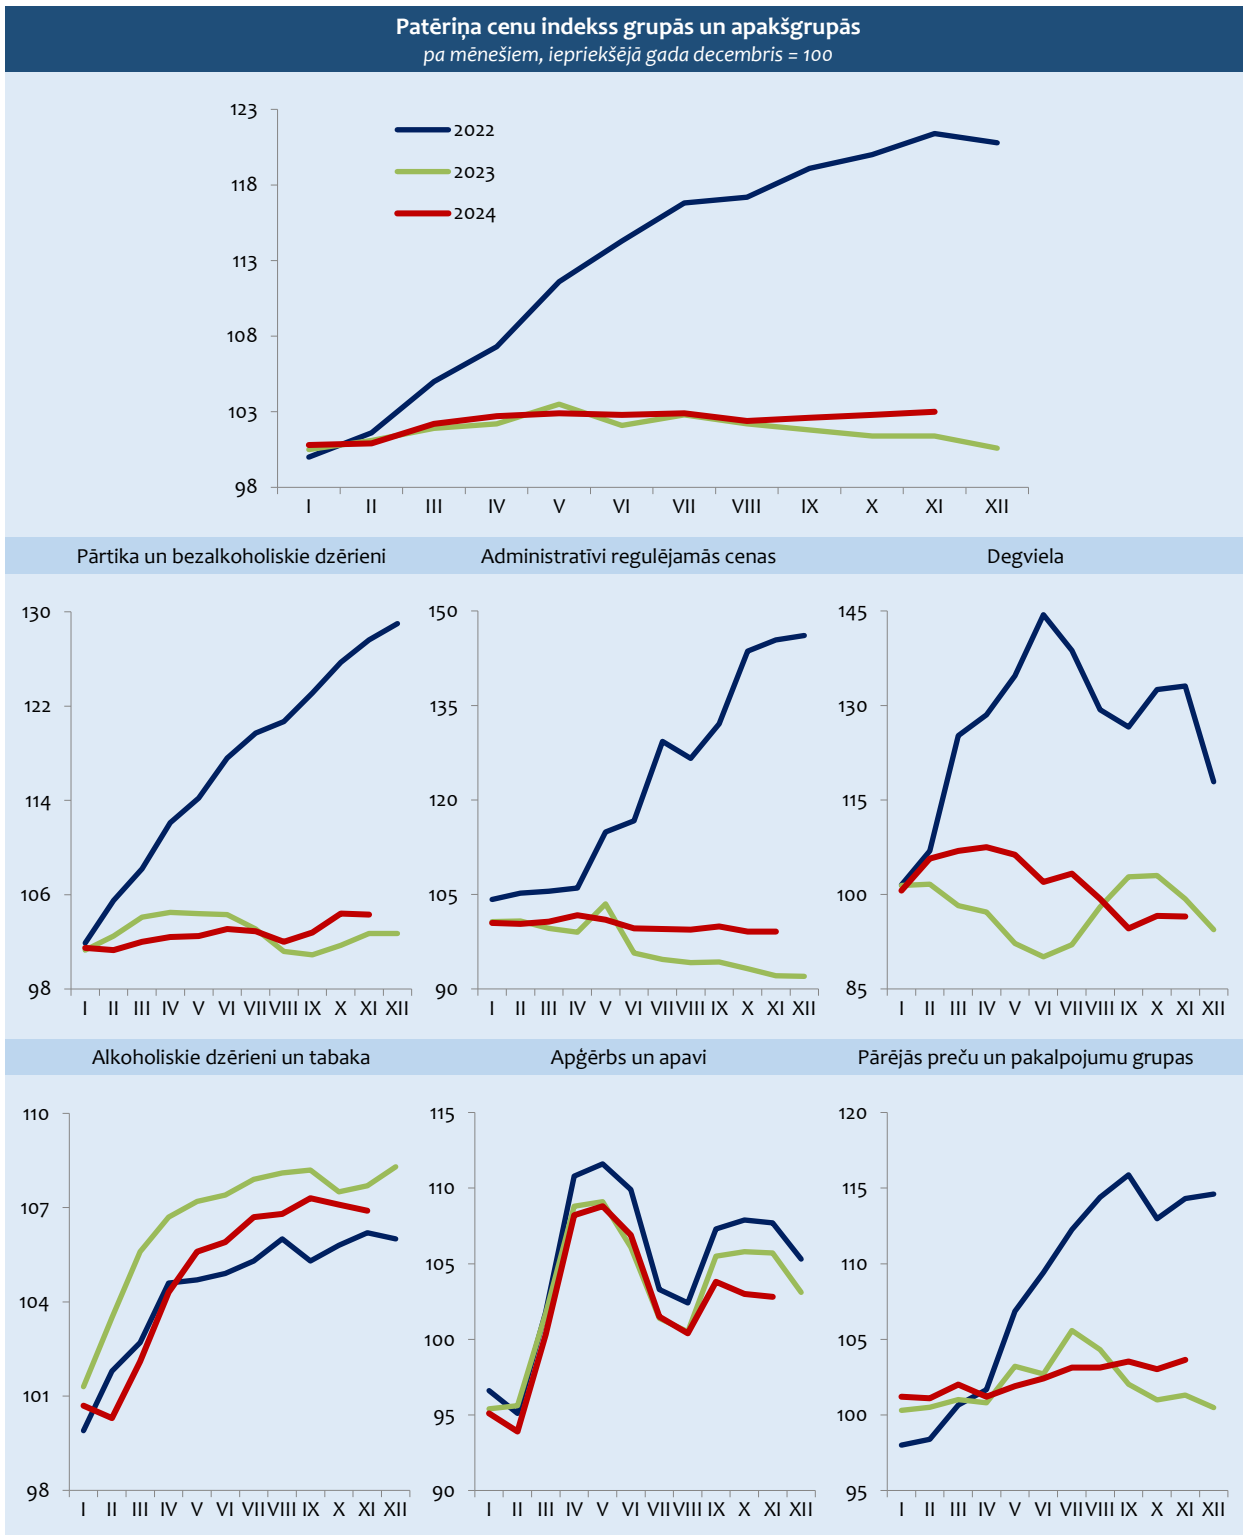 Patēriņa cenu indekss grupās un apakšgrupās
pa mēnešiem, iepriekšējā gada decembris = 100
123
118
113
108
103
98
2022
2023
2024
I II III IV V VI VII VIII IX X XI XII
Pārtika un bezalkoholiskie dzērieni
130
122
114
106
98
I II III IV V VI VII VIII IX X XI XII
Administratīvi regulējamās cenas
150
135
120
105
90
I II III IV V VI VII VIII IX X XI XII
Degviela
145
130
115
100
85
I II III IV V VI VII VIII IX X XI XII
Alkoholiskie dzērieni un tabaka
110
107
104
101
98
I II III IV V VI VII VIII IX X XI XII
Apģērbs un apavi
115
110
105
100
95
90
I II III IV V VI VII VIII IX X XI XII
Pārējās preču un pakalpojumu grupas
120
115
110
105
100
95
I II III IV V VI VII VIII IX X XI XII